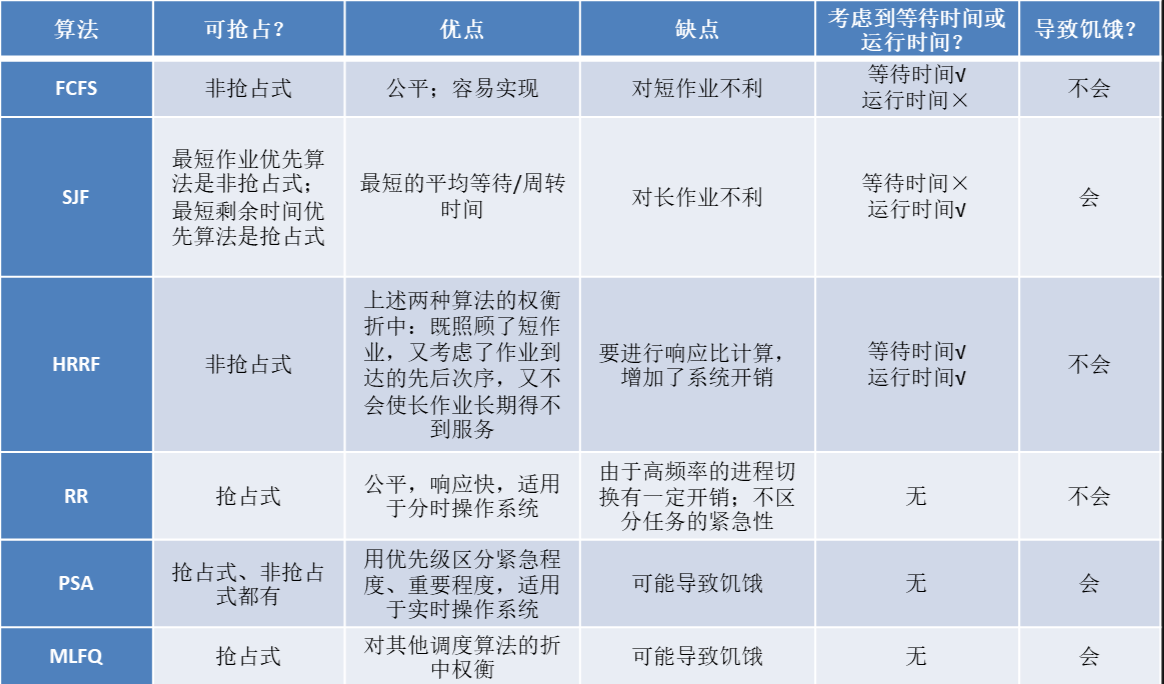 算法
可抢占？
优点
缺点
考虑到等待时间或
运行时间？
导致饥饿？
FCFS
非抢占式
公平；容易实现
对短作业不利
等待时间√
运行时间×
不会
SJF
最短作业优先算
法是非抢占式；
最短剩余时间优
先算法是抢占式
最短的平均等待/周转
时间
对长作业不利
等待时间×
运行时间√
会
HRRF
非抢占式
上述两种算法的权衡
折中：既照顾了短作
业，又考虑了作业到
达的先后次序，又不
会使长作业长期得不
到服务
要进行响应比计算，
增加了系统开销
等待时间√
运行时间√
不会
RR
抢占式
公平，响应快，适用
于分时操作系统
由于高频率的进程切
换有一定开销；不区
分任务的紧急性
无
不会
PSA
抢占式、非抢占
式都有
用优先级区分紧急程
度、重要程度，适用
于实时操作系统
可能导致饥饿
无
会
MLFQ
抢占式
对其他调度算法的折
中权衡
可能导致饥饿
无
会